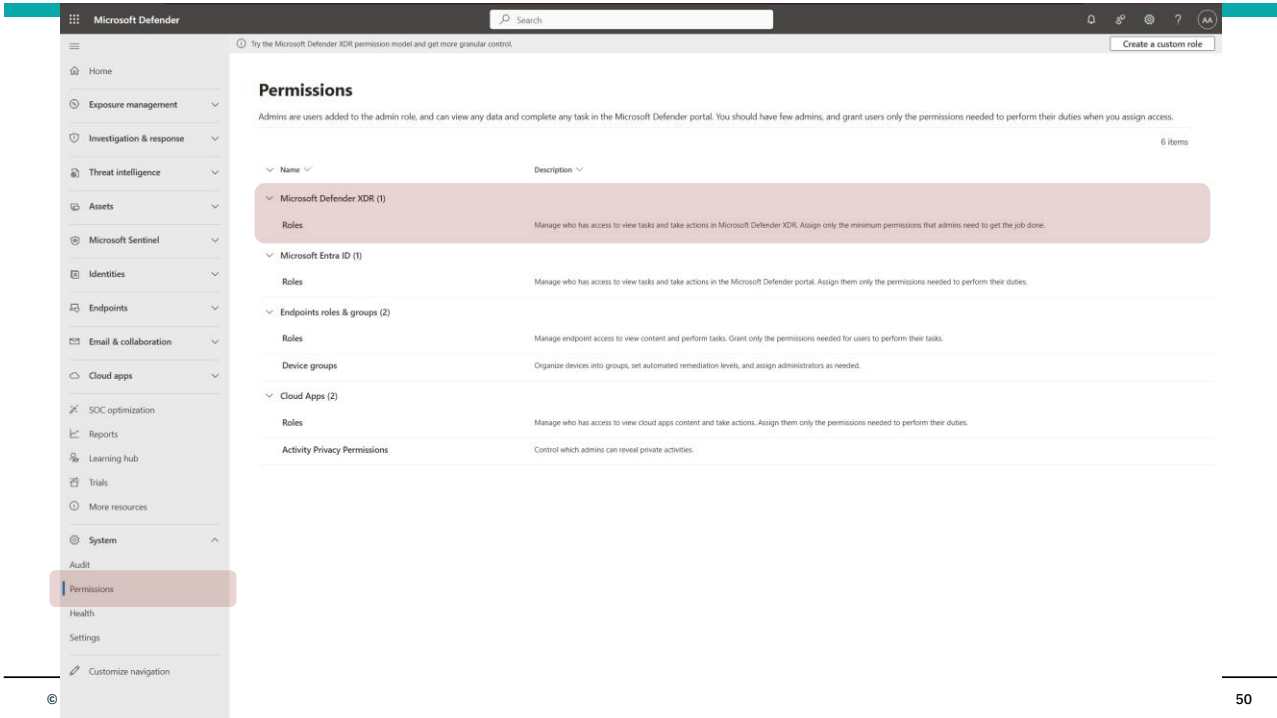 Microsoft Defender
Search
AA
Try the Microsoft Defender XDR permission model and get more granular control.
Create a custom role
Home
Exposure management
Investigation & response
Threat intelligence
Assets
Microsoft Sentinel
Identities
Endpoints
Email & collaboration
Cloud apps
SOC optimization
Reports
Learning hub
Trials
More resources
System
Audit
Permissions
Health
Settings
Customize navigation
Permissions
Admins are users added to the admin role, and can view any data and complete any task in the Microsoft Defender portal. You should have few admins, and grant users only the permissions needed to perform their duties when you assign access.
6 items
Name Description
Microsoft Defender XDR (1)
Roles Manage who has access to view tasks and take actions in Microsoft Defender XDR. Assign only the minimum permissions that admins need to get the job done.
Microsoft Entra ID (1)
Roles Manage who has access to view tasks and take actions in the Microsoft Defender portal. Assign them only the permissions needed to perform their duties.
Endpoints roles & groups (2)
Roles Manage endpoint access to view content and perform tasks. Grant only the permissions needed for users to perform their tasks.
Device groups Organize devices into groups, set automated remediation levels, and assign administrators as needed.
Cloud Apps (2)
Roles Manage who has access to view cloud apps content and take actions. Assign them only the permissions needed to perform their duties.
Activity Privacy Permissions Control which admins can reveal private activities.
©
50